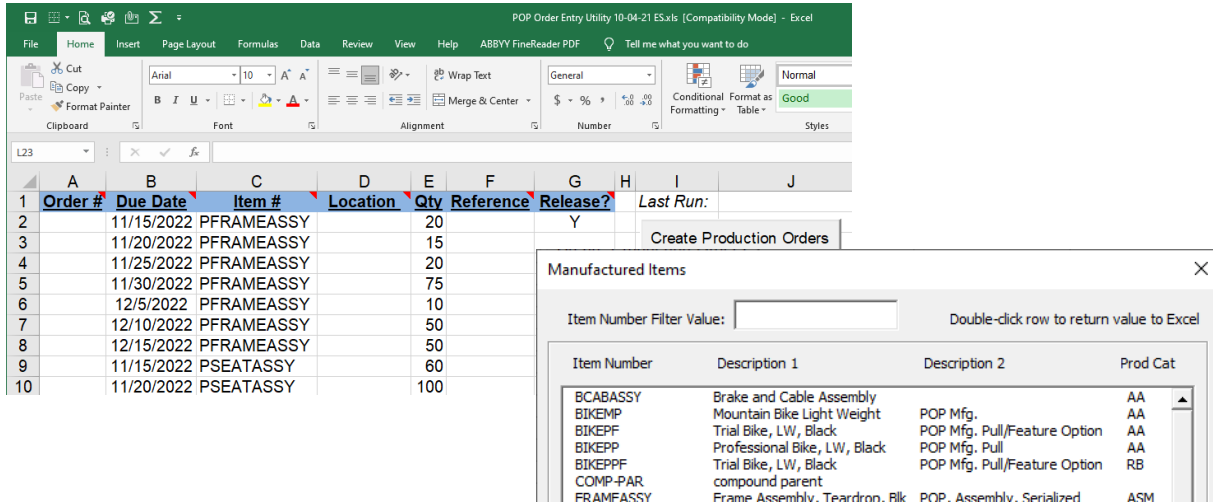 POP Order Entry Utility 10-04-21 ES.xls [Compatibility Mode] - Excel
File Home Insert Page Layout Formulas Data Review View Help ABBYY FineReader PDF Tell me what you want to do
Cut
Copy
Paste
Format Painter
Arial 10
B I U
Wrap Text
Merge & Center
General
$ % ,
Conditional Formatting
Format as Table
Normal
Good
Clipboard Font Alignment Number Styles
L23 fx
A B C D E F G H I J
1 Order # Due Date Item # Location Qty Reference Release? Last Run:
2 11/15/2022 PFRAMEASSY 20 Y
3 11/20/2022 PFRAMEASSY 15 Create Production Orders
4 11/25/2022 PFRAMEASSY 20
5 11/30/2022 PFRAMEASSY 75
6 12/5/2022 PFRAMEASSY 10
7 12/10/2022 PFRAMEASSY 50
8 12/15/2022 PFRAMEASSY 50
9 11/15/2022 PSEATASSY 60
10 11/20/2022 PSEATASSY 100
Manufactured Items
Item Number Filter Value: Double-click row to return value to Excel
Item Number Description 1 Description 2 Prod Cat
BCABASSY Brake and Cable Assembly AA
BIKEMP Mountain Bike Light Weight POP Mfg. AA
BIKEPF Trial Bike, LW, Black POP Mfg. Pull/Feature Option AA
BIKEPP Professional Bike, LW, Black POP Mfg. Pull AA
BIKEPPF Trial Bike, LW, Black POP Mfg. Pull/Feature Option RB
COMP-PAR compound parent
FRAMEASSY Frame Assembly, Teardrop, Blk POP, Assembly, Serialized ASM